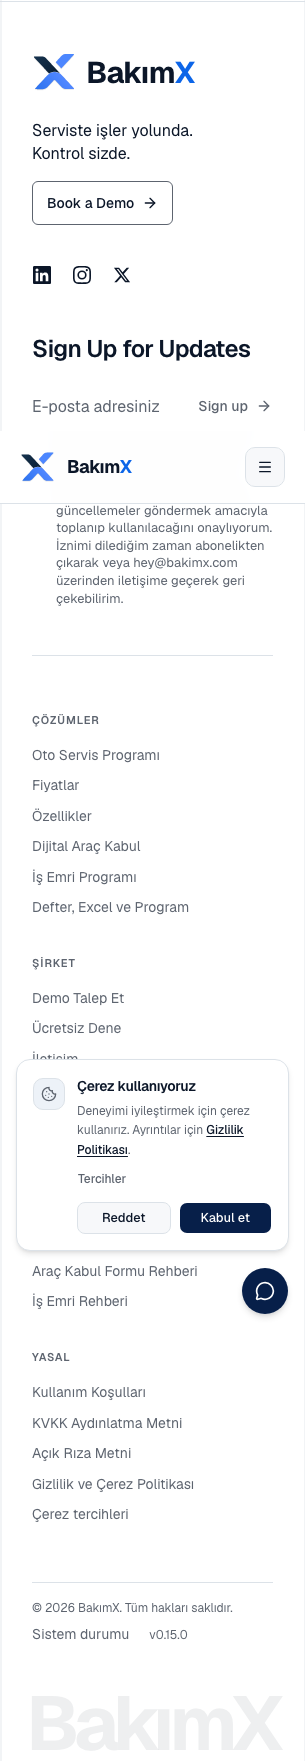 BakımX
Serviste işler yolunda.
Kontrol sizde.
Book a Demo
Sign Up for Updates
E-posta adresiniz
Sign up
BakımX
güncellemeler göndermek amacıyla
toplanıp kullanılacağını onaylıyorum.
İznimi dilediğim zaman abonelikten
çıkarak veya hey@bakimx.com
üzerinden iletişime geçerek geri
çekebilirim.
ÇÖZÜMLER
Oto Servis Programı
Fiyatlar
Özellikler
Dijital Araç Kabul
İş Emri Programı
Defter, Excel ve Program
ŞİRKET
Demo Talep Et
Ücretsiz Dene
İletişim
Çerez kullanıyoruz
Deneyimi iyileştirmek için çerez
kullanırız. Ayrıntılar için Gizlilik
Politikası.
Tercihler
Reddet
Kabul et
Araç Kabul Formu Rehberi
İş Emri Rehberi
YASAL
Kullanım Koşulları
KVKK Aydınlatma Metni
Açık Rıza Metni
Gizlilik ve Çerez Politikası
Çerez tercihleri
© 2026 BakımX. Tüm hakları saklıdır.
Sistem durumu
v0.15.0
BakımX